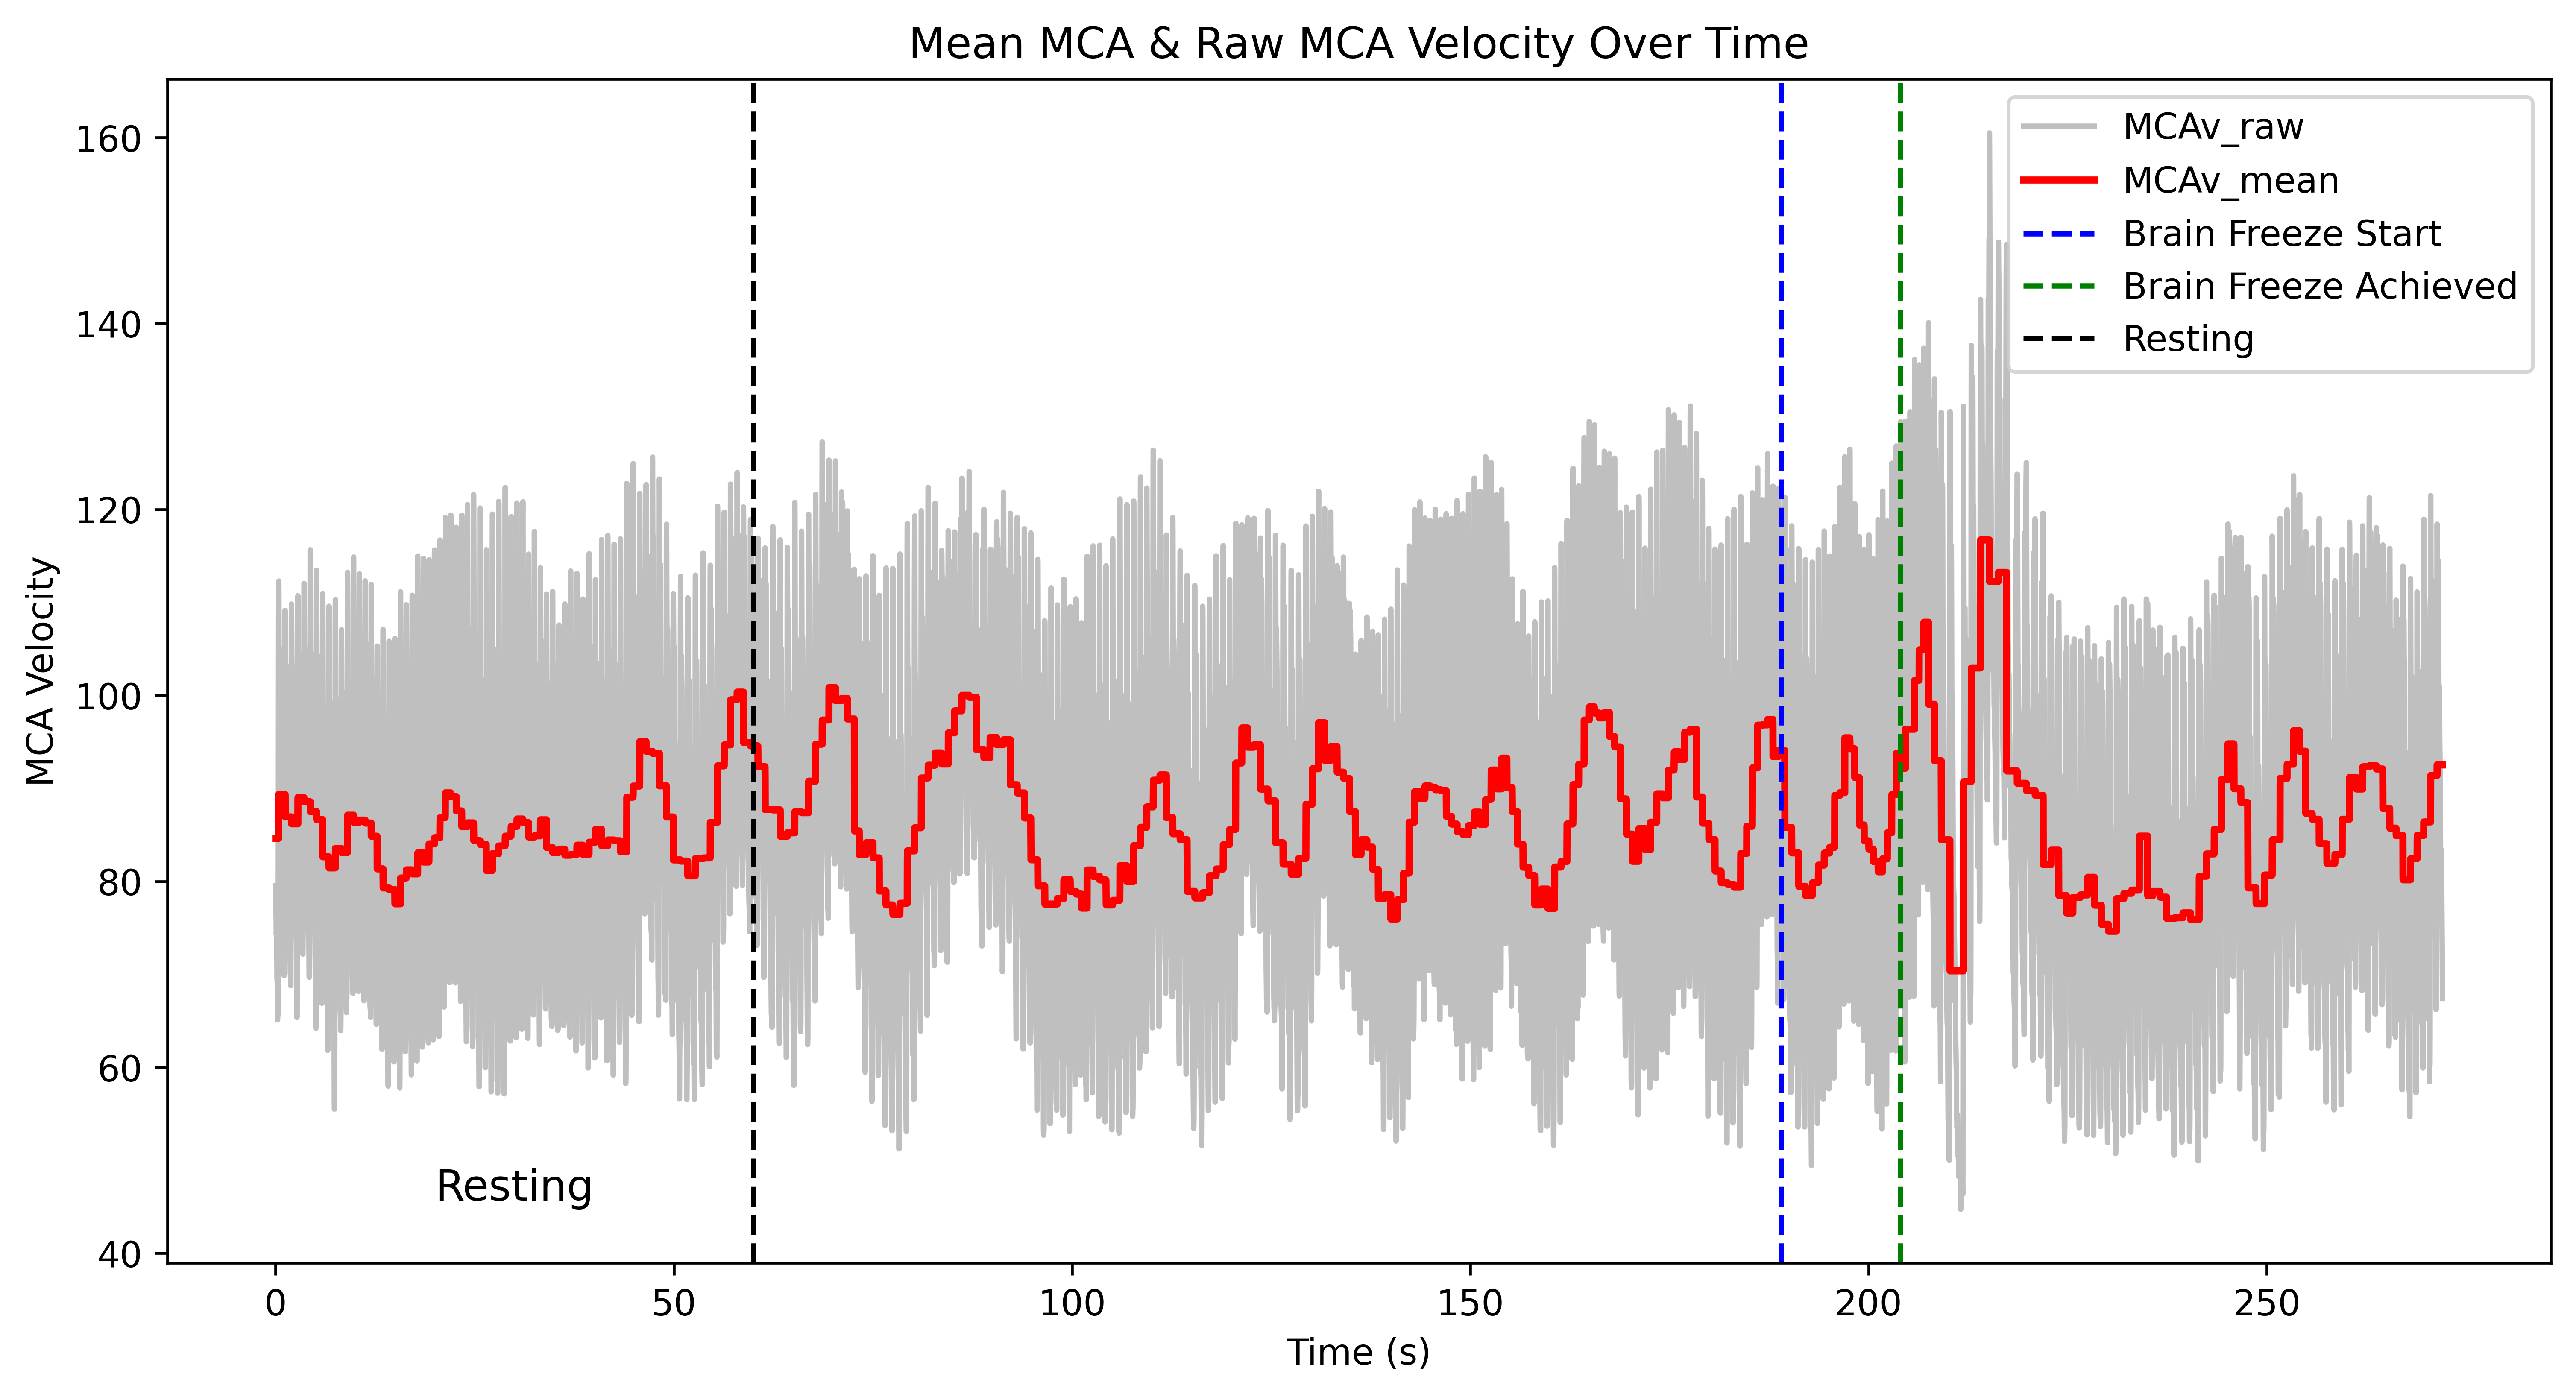 Mean MCA & Raw MCA Velocity Over Time
MCAv_raw
MCAv_mean
Brain Freeze Start
Brain Freeze Achieved
Resting
160
140
120
100
80
60
40
MCA Velocity
Resting
0 50 100 150 200 250
Time (s)